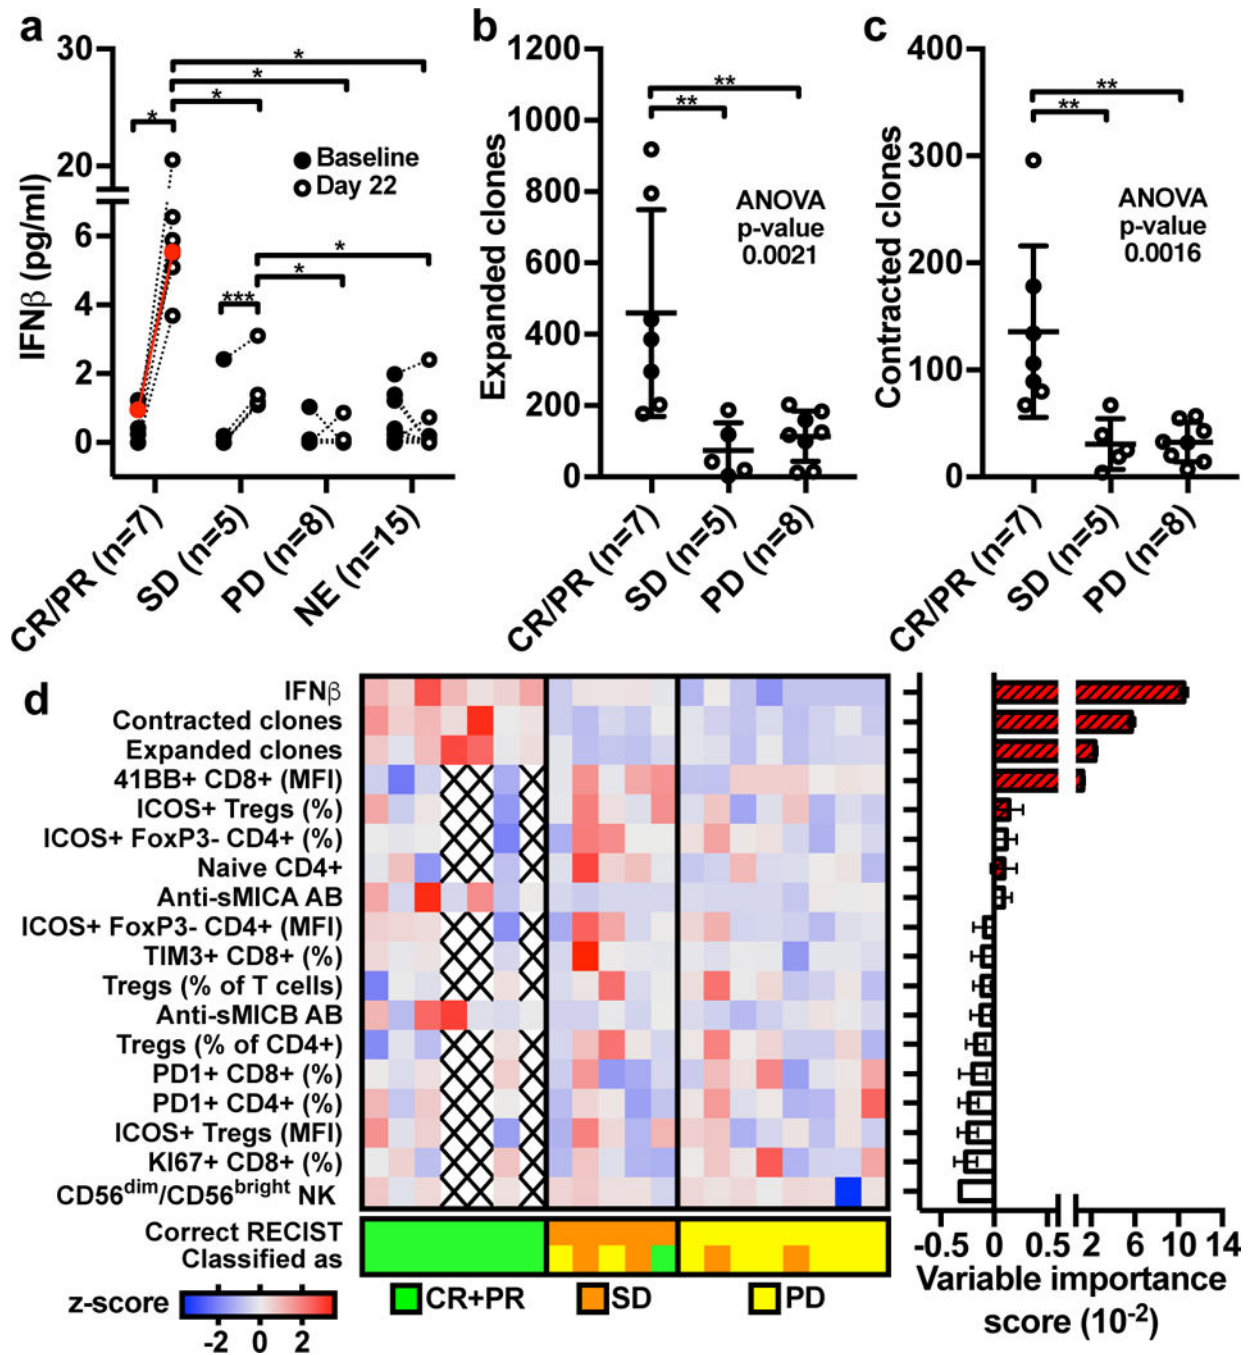 a
30
20
6
4
2
0
IFNβ (pg/ml)
*
*
*
*
Baseline
Day 22
*
*
***
CR/PR (n=7)
SD (n=5)
PD (n=8)
NE (n=15)
b
1200
1000
800
600
400
200
0
Expanded clones
**
**
ANOVA
p-value
0.0021
CR/PR (n=7)
SD (n=5)
PD (n=8)
c
400
300
200
100
0
Contracted clones
**
**
ANOVA
p-value
0.0016
CR/PR (n=7)
SD (n=5)
PD (n=8)
d
IFNβ
Contracted clones
Expanded clones
41BB+ CD8+ (MFI)
ICOS+ Tregs (%)
ICOS+ FoxP3- CD4+ (%)
Naive CD4+
Anti-sMICA AB
ICOS+ FoxP3- CD4+ (MFI)
TIM3+ CD8+ (%)
Tregs (% of T cells)
Anti-sMICB AB
Tregs (% of CD4+)
PD1+ CD8+ (%)
PD1+ CD4+ (%)
ICOS+ Tregs (MFI)
KI67+ CD8+ (%)
CD56dim/CD56bright NK
Correct RECIST
Classified as
z-score
-2 0 2
CR+PR
SD
PD
-0.5 0 0.5 2 6 10 14
Variable importance
score (10-2)